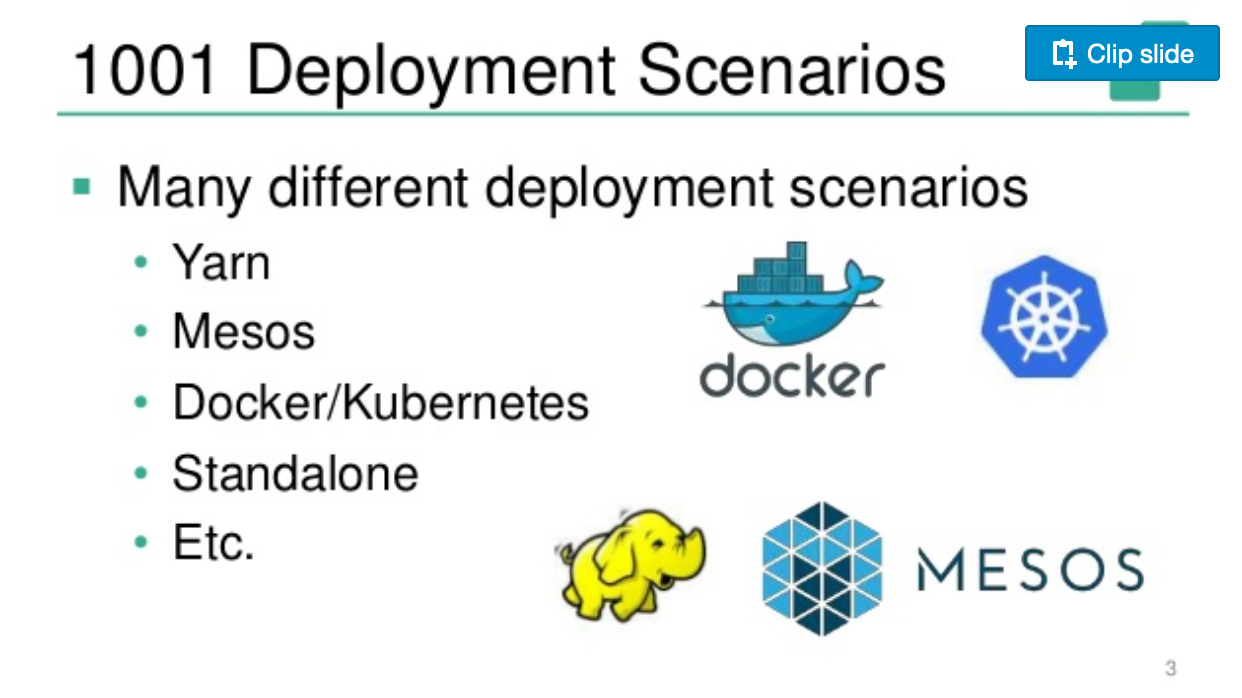 1001 Deployment Scenarios
Clip slide
▪ Many different deployment scenarios
• Yarn
• Mesos
• Docker/Kubernetes
• Standalone
• Etc.
docker
MESOS
3